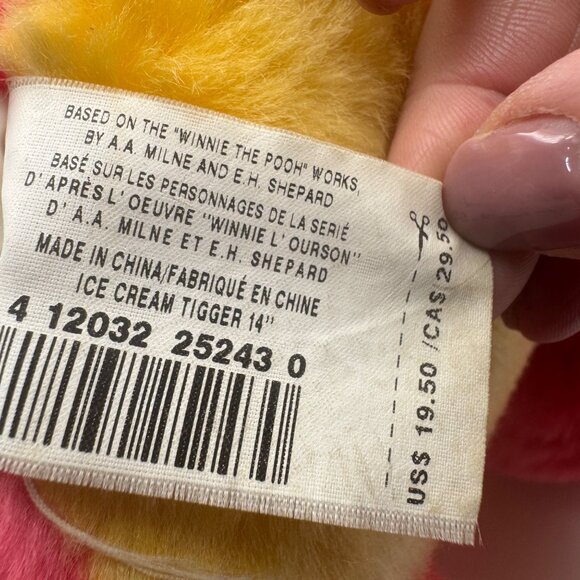 BASED ON THE "WINNIE THE POOH" WORKS,
BY A.A. MILNE AND E.H. SHEPARD
BASÉ SUR LES PERSONNAGES DE LA SERIÉ
D'APRÈS L'OEUVRE "WINNIE L'OURSON"
D'A.A. MILNE ET E.H. SHEPARD
MADE IN CHINA/FABRIQUÉ EN CHINE
ICE CREAM TIGGER 14"
4 12032 25243 0
US$ 19.50 /CA$ 29.50